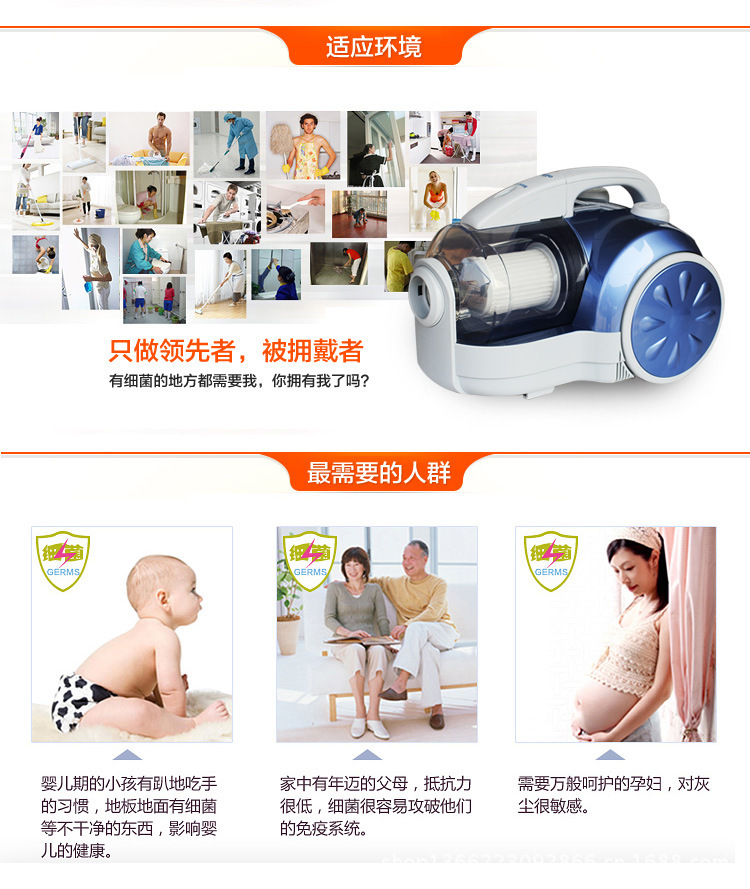 适应环境
只做领先者，被拥戴者
有细菌的地方都需要我，你拥有我了吗？
最需要的人群
细菌
GERMS
细菌
GERMS
细菌
GERMS
婴儿期的小孩有趴地吃手
的习惯，地板地面有细菌
等不干净的东西，影响婴
儿的健康。
家中有年迈的父母，抵抗力
很低，细菌很容易攻破他们
的免疫系统。
需要万般呵护的孕妇，对灰
尘很敏感。